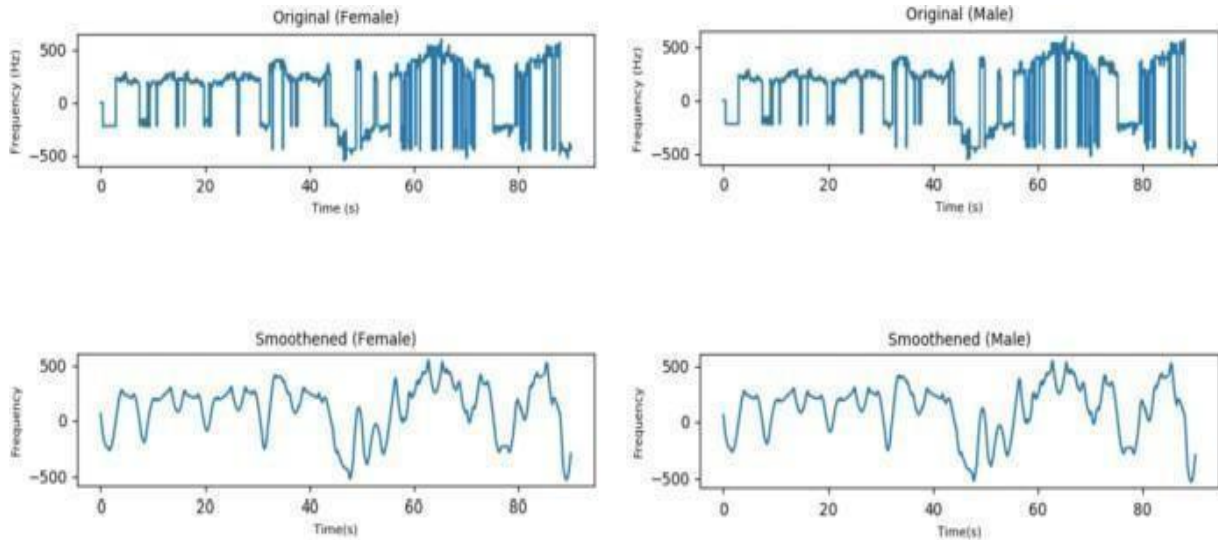 Original (Female)
Frequency (Hz)
500
0
−500
0
20
40
60
80
Time (s)
Original (Male)
Frequency (Hz)
500
0
−500
0
20
40
60
80
Time (s)
Smoothened (Female)
Frequency
500
0
−500
0
20
40
60
80
Time(s)
Smoothened (Male)
Frequency
500
0
−500
0
20
40
60
80
Time(s)